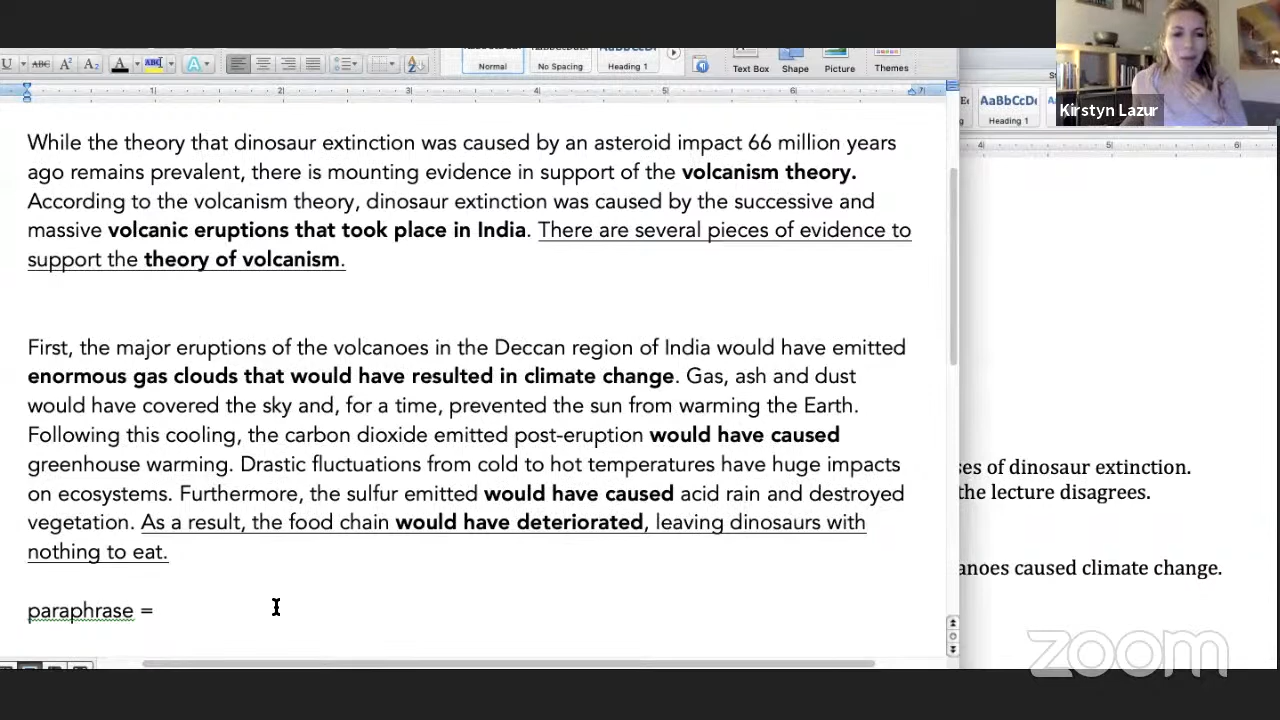 Normal
No Spacing
Heading 1
Text Box
Shape
Picture
Themes
AaBbCcDc
Heading 1
Kirstyn Lazur
While the theory that dinosaur extinction was caused by an asteroid impact 66 million years
ago remains prevalent, there is mounting evidence in support of the volcanism theory.
According to the volcanism theory, dinosaur extinction was caused by the successive and
massive volcanic eruptions that took place in India. There are several pieces of evidence to
support the theory of volcanism.
First, the major eruptions of the volcanoes in the Deccan region of India would have emitted
enormous gas clouds that would have resulted in climate change. Gas, ash and dust
would have covered the sky and, for a time, prevented the sun from warming the Earth.
Following this cooling, the carbon dioxide emitted post-eruption would have caused
greenhouse warming. Drastic fluctuations from cold to hot temperatures have huge impacts
on ecosystems. Furthermore, the sulfur emitted would have caused acid rain and destroyed
vegetation. As a result, the food chain would have deteriorated, leaving dinosaurs with
nothing to eat.
paraphrase =
of dinosaur extinction.
the lecture disagrees.
caused climate change.
zoom